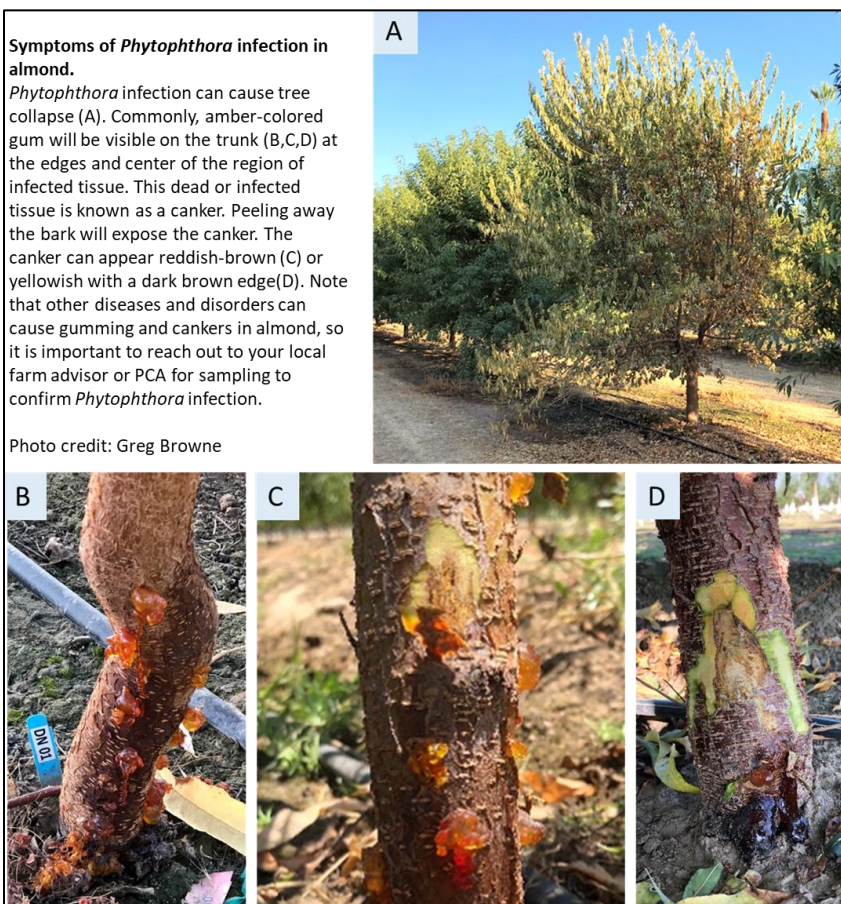 Symptoms of Phytophthora infection in
almond.
Phytophthora infection can cause tree
collapse (A). Commonly, amber-colored
gum will be visible on the trunk (B,C,D) at
the edges and center of the region of
infected tissue. This dead or infected
tissue is known as a canker. Peeling away
the bark will expose the canker. The
canker can appear reddish-brown (C) or
yellowish with a dark brown edge(D). Note
that other diseases and disorders can
cause gumming and cankers in almond, so
it is important to reach out to your local
farm advisor or PCA for sampling to
confirm Phytophthora infection.
Photo credit: Greg Browne
A
B
C
D
DN 01